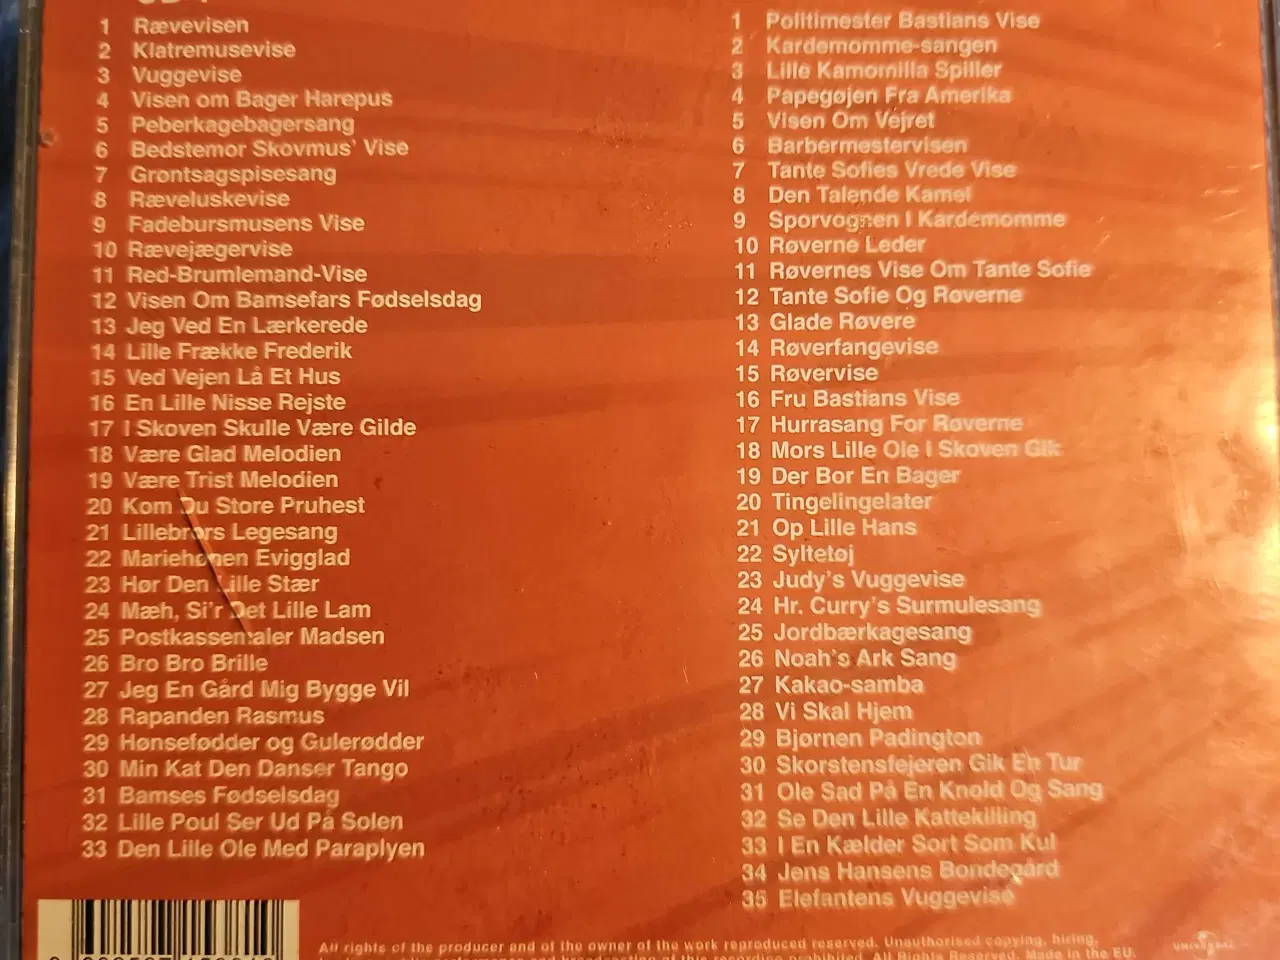 1 Rævevisen
2 Klatremusevise
3 Vuggevise
4 Visen om Bager Harepus
5 Peberkagebagersang
6 Bedstemor Skovmus' Vise
7 Grøntsagspisesang
8 Ræveluskevise
9 Fadebursmusens Vise
10 Rævejægervise
11 Red-Brumlemand-Vise
12 Visen Om Bamsefars Fødselsdag
13 Jeg Ved En Lærkerede
14 Lille Frække Frederik
15 Ved Vejen Lå Et Hus
16 En Lille Nisse Rejste
17 I Skoven Skulle Være Gilde
18 Være Glad Melodien
19 Være Trist Melodien
20 Kom Du Store Pruhest
21 Lillebrors Legesang
22 Mariehønen Evigglad
23 Hør Den Lille Stær
24 Mæh, Si'r Det Lille Lam
25 Postkassemaler Madsen
26 Bro Bro Brille
27 Jeg En Gård Mig Bygge Vil
28 Rapanden Rasmus
29 Hønsefødder og Gulerødder
30 Min Kat Den Danser Tango
31 Bamses Fødselsdag
32 Lille Poul Ser Ud På Solen
33 Den Lille Ole Med Paraplyen
1 Politimester Bastians Vise
2 Kardemomme-sangen
3 Lille Kamomilla Spiller
4 Papegøjen Fra Amerika
5 Visen Om Vejret
6 Barbermestervisen
7 Tante Sofies Vrede Vise
8 Den Talende Kamel
9 Sporvognen I Kardemomme
10 Røverne Leder
11 Røvernes Vise Om Tante Sofie
12 Tante Sofie Og Røverne
13 Glade Røvere
14 Røverfangevise
15 Røvervise
16 Fru Bastians Vise
17 Hurrasang For Røverne
18 Mors Lille Ole I Skoven Gik
19 Der Bor En Bager
20 Tingelingelater
21 Op Lille Hans
22 Syltetøj
23 Judy's Vuggevise
24 Hr. Curry's Surmulesang
25 Jordbærkagesang
26 Noah's Ark Sang
27 Kakao-samba
28 Vi Skal Hjem
29 Bjørnen Padington
30 Skorstensfejeren Gik En Tur
31 Ole Sad På En Knold Og Sang
32 Se Den Lille Kattekilling
33 I En Kælder Sort Som Kul
34 Jens Hansens Bondegård
35 Elefantens Vuggevise
All rights of the producer and of the owner of the work reproduced reserved. Unauthorised copying, hiring,
broadcasting of this recording prohibited. All Rights Reserved. Made in the EU.
UNIVERSAL